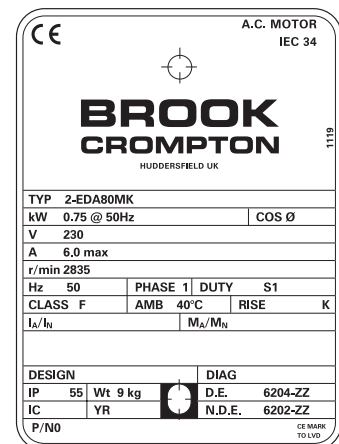 CE
A.C. MOTOR
IEC 34
BROOK
CROMPTON
HUDDERSFIELD UK
1119
TYP 2-EDA80MK
kW 0.75 @ 50Hz COS Ø
V 230
A 6.0 max
r/min 2835
Hz 50 PHASE 1 DUTY S1
CLASS F AMB 40°C RISE K
IA/IN MA/MN
DESIGN DIAG
IP 55 Wt 9 kg D.E. 6204-ZZ
IC YR N.D.E. 6202-ZZ
P/N0 CE MARK
TO LVD